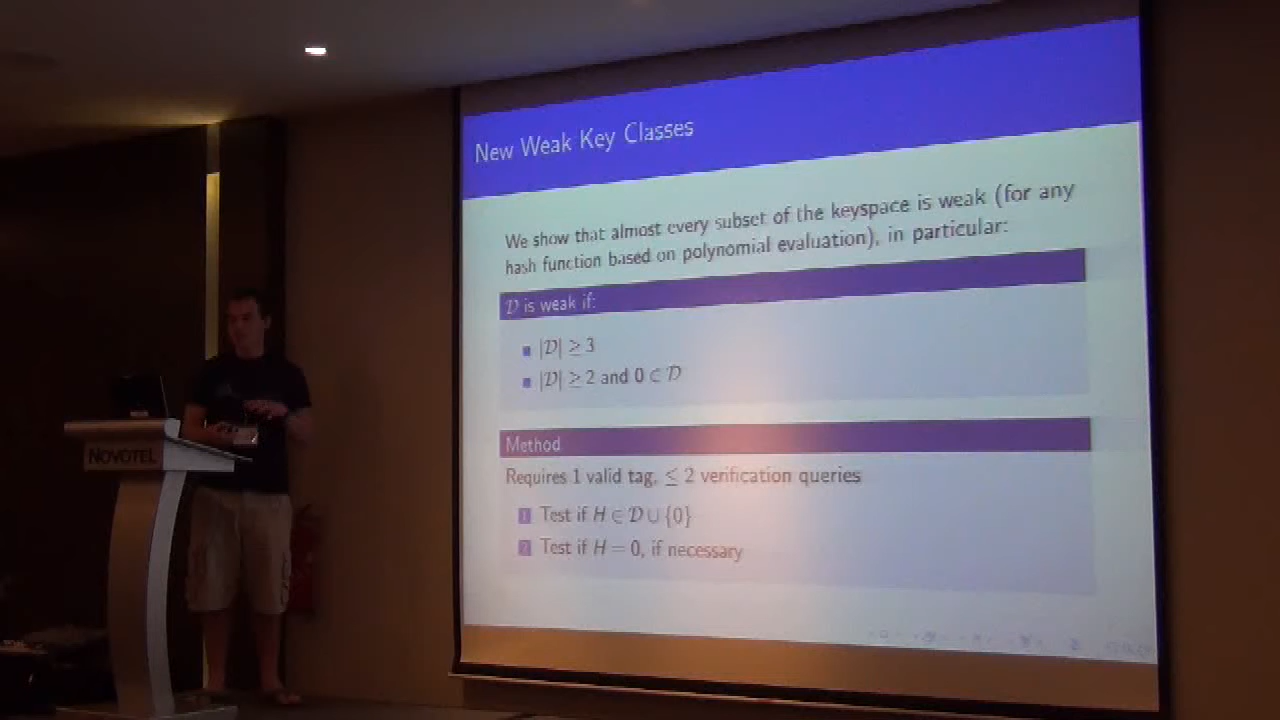 New Weak Key Classes
We show that almost every subset of the keyspace is weak (for any
hash function based on polynomial evaluation), in particular:
𝒟 is weak if:
|𝒟| ≥ 3
|𝒟| ≥ 2 and 0 ∈ 𝒟
Method
Requires 1 valid tag, ≤ 2 verification queries
1 Test if H ∈ 𝒟 ∪ {0}
2 Test if H = 0, if necessary
NOVOTEL